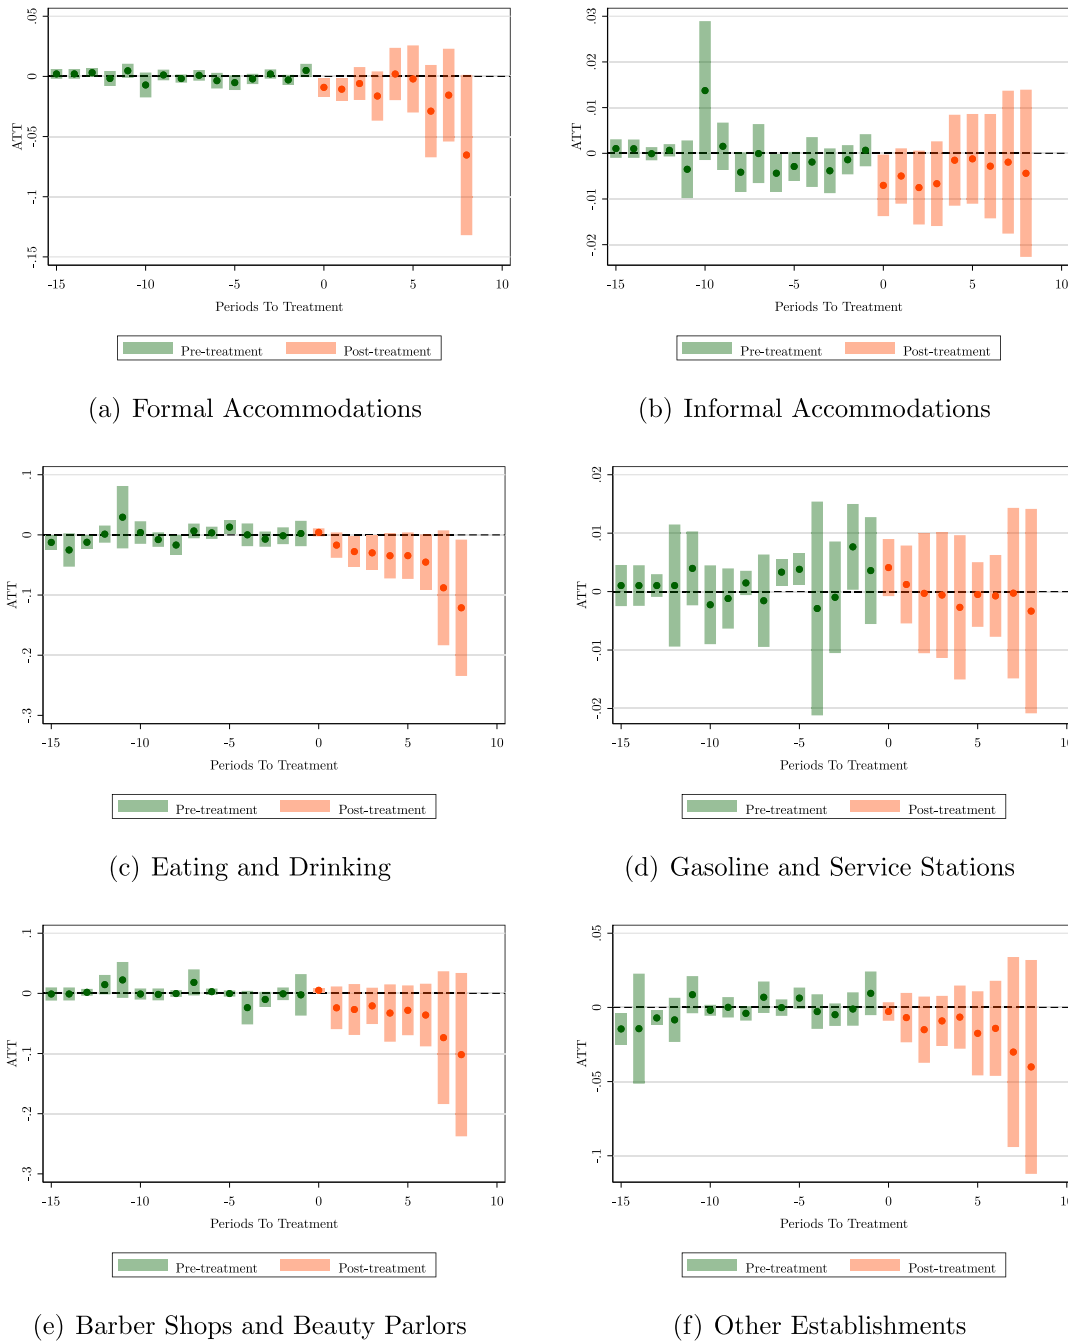 .05
0
-.05
-.1
-.15
ATT
-15
-10
-5
0
5
10
Periods To Treatment
Pre-treatment
Post-treatment
(a) Formal Accommodations
.03
.02
.01
0
-.01
-.02
ATT
-15
-10
-5
0
5
10
Periods To Treatment
Pre-treatment
Post-treatment
(b) Informal Accommodations
.1
0
-.1
-.2
-.3
ATT
-15
-10
-5
0
5
10
Periods To Treatment
Pre-treatment
Post-treatment
(c) Eating and Drinking
.02
.01
0
-.01
-.02
ATT
-15
-10
-5
0
5
10
Periods To Treatment
Pre-treatment
Post-treatment
(d) Gasoline and Service Stations
.1
0
-.1
-.2
-.3
ATT
-15
-10
-5
0
5
10
Periods To Treatment
Pre-treatment
Post-treatment
(e) Barber Shops and Beauty Parlors
.05
0
-.05
-.1
ATT
-15
-10
-5
0
5
10
Periods To Treatment
Pre-treatment
Post-treatment
(f) Other Establishments